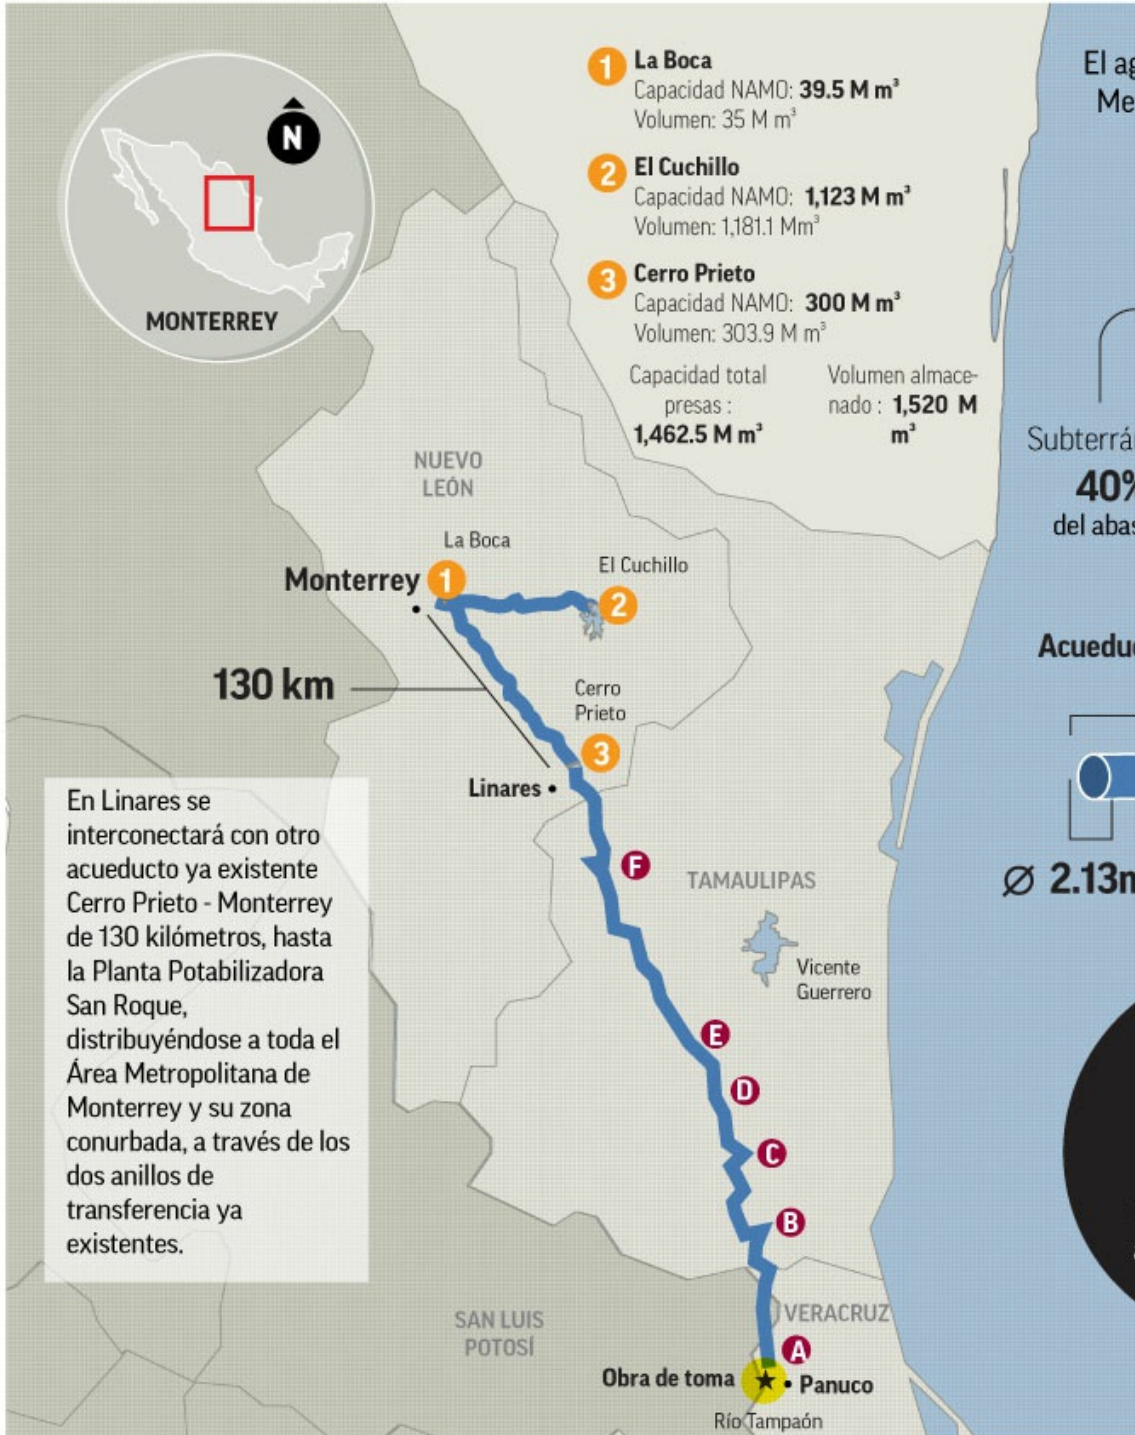 N
MONTERREY
1 La Boca
Capacidad NAMO: 39.5 M m³
Volumen: 35 M m³
2 El Cuchillo
Capacidad NAMO: 1,123 M m³
Volumen: 1,181.1 Mm³
3 Cerro Prieto
Capacidad NAMO: 300 M m³
Volumen: 303.9 M m³
Capacidad total
presas :
1,462.5 M m³
Volumen almace-
nado : 1,520 M
m³
El
NUEVO
LEÓN
La Boca
Monterrey 1
El Cuchillo
2
130 km
Cerro
Prieto
3
Linares
F
TAMAULIPAS
Vicente
Guerrero
E
D
C
B
En Linares se
interconectará con otro
acueducto ya existente
Cerro Prieto - Monterrey
de 130 kilómetros, hasta
la Planta Potabilizadora
San Roque,
distribuyéndose a toda el
Área Metropolitana de
Monterrey y su zona
conurbada, a través de los
dos anillos de
transferencia ya
existentes.
SAN LUIS
POTOSÍ
VERACRUZ
A
Obra de toma
Panuco
Río Tampaón
40%
del
Ø 2.13m